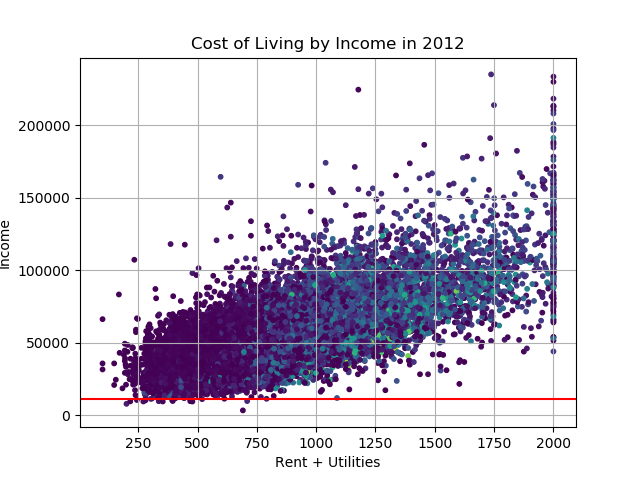 Cost of Living by Income in 2012
Income
200000
150000
100000
50000
0
250 500 750 1000 1250 1500 1750 2000
Rent + Utilities